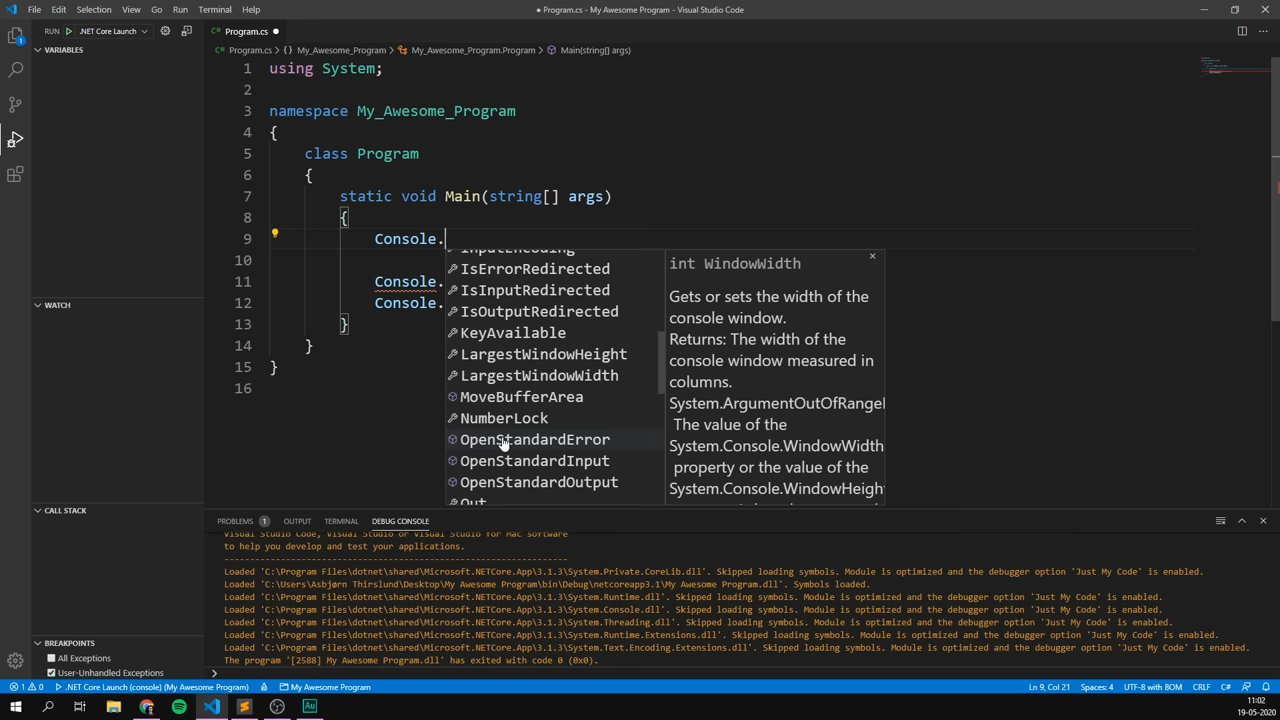 File Edit Selection View Go Run Terminal Help
● Program.cs - My Awesome Program - Visual Studio Code
RUN .NET Core Launch
Program.cs ●
VARIABLES
Program.cs > {} My_Awesome_Program > My_Awesome_Program.Program > Main(string[] args)
1 using System;
2
3 namespace My_Awesome_Program
4 {
5 class Program
6 {
7 static void Main(string[] args)
8 {
9 Console.
10
11 Console.
12 Console.
13 }
14 }
15 }
16
InputEncoding
IsErrorRedirected
IsInputRedirected
IsOutputRedirected
KeyAvailable
LargestWindowHeight
LargestWindowWidth
MoveBufferArea
NumberLock
OpenStandardError
OpenStandardInput
OpenStandardOutput
Out
int WindowWidth
Gets or sets the width of the
console window.
Returns: The width of the
console window measured in
columns.
System.ArgumentOutOfRangeE
The value of the
System.Console.WindowWidth
property or the value of the
System.Console.WindowHeight
WATCH
CALL STACK
BREAKPOINTS
All Exceptions
User-Unhandled Exceptions
PROBLEMS 1 OUTPUT TERMINAL DEBUG CONSOLE
Visual Studio Code, Visual Studio or Visual Studio for Mac software
to help you develop and test your applications.
-------------------------------------------------------------------
Loaded 'C:\Program Files\dotnet\shared\Microsoft.NETCore.App\3.1.3\System.Private.CoreLib.dll'. Skipped loading symbols. Module is optimized and the debugger option 'Just My Code' is enabled.
Loaded 'C:\Users\Asbjørn Thirslund\Desktop\My Awesome Program\bin\Debug\netcoreapp3.1\My Awesome Program.dll'. Symbols loaded.
Loaded 'C:\Program Files\dotnet\shared\Microsoft.NETCore.App\3.1.3\System.Runtime.dll'. Skipped loading symbols. Module is optimized and the debugger option 'Just My Code' is enabled.
Loaded 'C:\Program Files\dotnet\shared\Microsoft.NETCore.App\3.1.3\System.Console.dll'. Skipped loading symbols. Module is optimized and the debugger option 'Just My Code' is enabled.
Loaded 'C:\Program Files\dotnet\shared\Microsoft.NETCore.App\3.1.3\System.Threading.dll'. Skipped loading symbols. Module is optimized and the debugger option 'Just My Code' is enabled.
Loaded 'C:\Program Files\dotnet\shared\Microsoft.NETCore.App\3.1.3\System.Runtime.Extensions.dll'. Skipped loading symbols. Module is optimized and the debugger option 'Just My Code' is enabled.
Loaded 'C:\Program Files\dotnet\shared\Microsoft.NETCore.App\3.1.3\System.Text.Encoding.Extensions.dll'. Skipped loading symbols. Module is optimized and the debugger option 'Just My Code' is enabled.
The program '[2588] My Awesome Program.dll' has exited with code 0 (0x0).
1 0 .NET Core Launch (console) (My Awesome Program) My Awesome Program
Ln 9, Col 21 Spaces: 4 UTF-8 with BOM CRLF C#
Au
11:02
19-05-2020